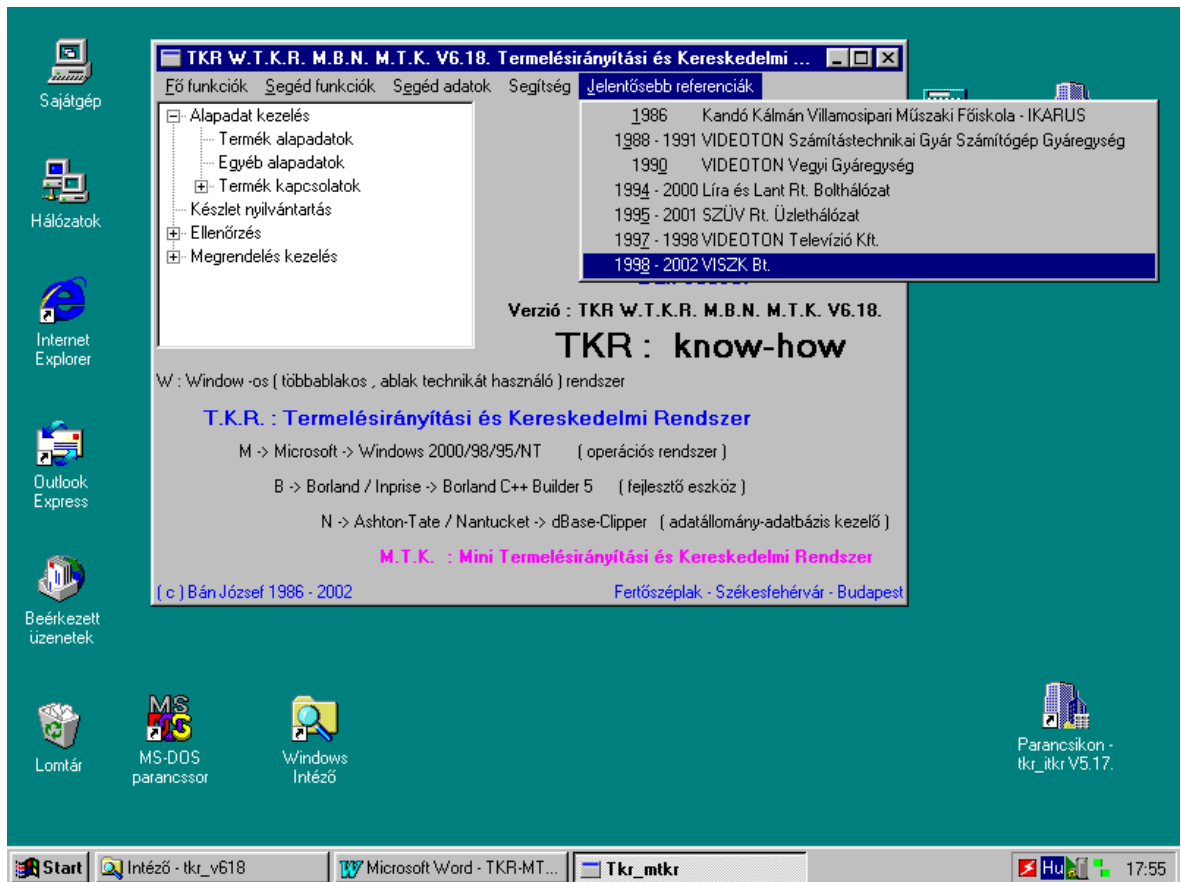 TKR W.T.K.R. M.B.N. M.T.K. V6.18. Termelésirányítási és Kereskedelmi ...
Fő funkciók Segéd funkciók Segéd adatok Segítség Jelentősebb referenciák
1986 Kandó Kálmán Villamosipari Műszaki Főiskola - IKARUS
1988 - 1991 VIDEOTON Számítástechnikai Gyár Számítógép Gyáregység
1990 VIDEOTON Vegyi Gyáregység
1994 - 2000 Líra és Lant Rt. Bolthálózat
1995 - 2001 SZÜV Rt. Üzlethálózat
1997 - 1998 VIDEOTON Televízió Kft.
1998 - 2002 VISZK Bt.
Alapadat kezelés
Termék alapadatok
Egyéb alapadatok
Termék kapcsolatok
Készlet nyilvántartás
Ellenőrzés
Megrendelés kezelés
Verzió : TKR W.T.K.R. M.B.N. M.T.K. V6.18.
TKR : know-how
W : Window -os ( többablakos , ablak technikát használó ) rendszer
T.K.R. : Termelésirányítási és Kereskedelmi Rendszer
M -> Microsoft -> Windows 2000/98/95/NT ( operációs rendszer )
B -> Borland / Inprise -> Borland C++ Builder 5 ( fejlesztő eszköz )
N -> Ashton-Tate / Nantucket -> dBase-Clipper ( adatállomány-adatbázis kezelő )
M.T.K. : Mini Termelésirányítási és Kereskedelmi Rendszer
( c ) Bán József 1986 - 2002 Fertőszéplak - Székesfehérvár - Budapest
Sajátgép
Hálózatok
Internet
Explorer
Outlook
Express
Beérkezett
üzenetek
Lomtár
MS-DOS
parancssor
Windows
Intéző
Parancsikon -
tkr_itkr V5.17.
Start Intéző - tkr_v618 Microsoft Word - TKR-MT... Tkr_mtkr Hu 17:55